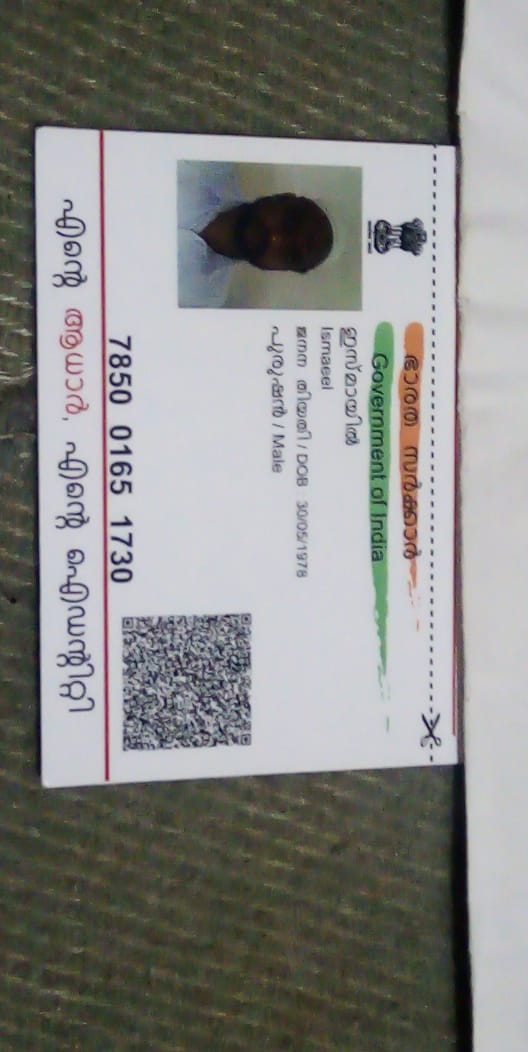 ഭാരത സർക്കാർ
Government of India
ഇസ്മായിൽ
Ismaeel
ജനന തിയതി / DOB 30/05/1978
പുരുഷൻ / Male
7850 0165 1730
എന്റെ ആധാർ, എന്റെ ഐഡന്റിറ്റി